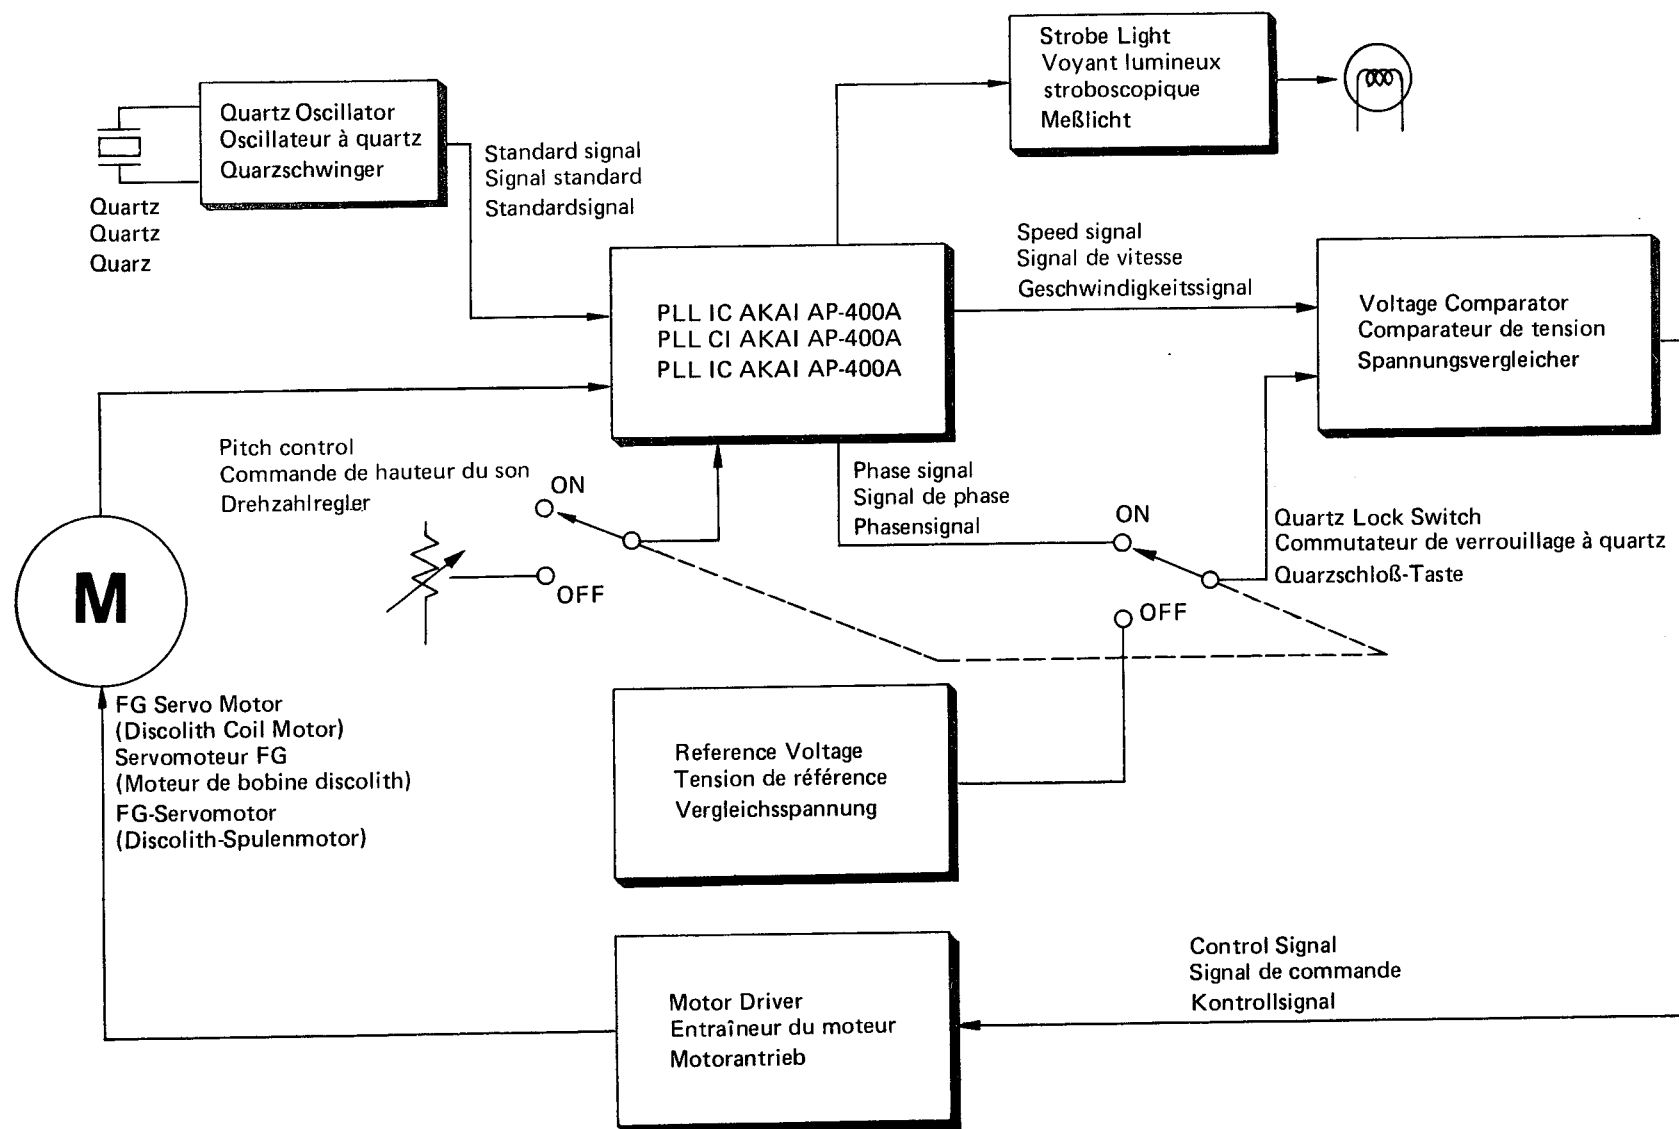 Strobe Light
Voyant lumineux
stroboscopique
Meßlicht
Quartz Oscillator
Oscillateur à quartz
Quarzschwinger
Standard signal
Signal standard
Standardsignal
Quartz
Quartz
Quarz
Speed signal
Signal de vitesse
Geschwindigkeitssignal
PLL IC AKAI AP-400A
PLL CI AKAI AP-400A
PLL IC AKAI AP-400A
Voltage Comparator
Comparateur de tension
Spannungsvergleicher
Pitch control
Commande de hauteur du son
Drehzahlregler
ON
OFF
Phase signal
Signal de phase
Phasensignal
ON
OFF
Quartz Lock Switch
Commutateur de verrouillage à quartz
Quarzschloß-Taste
M
FG Servo Motor
(Discolith Coil Motor)
Servomoteur FG
(Moteur de bobine discolith)
FG-Servomotor
(Discolith-Spulenmotor)
Reference Voltage
Tension de référence
Vergleichsspannung
Motor Driver
Entraîneur du moteur
Motorantrieb
Control Signal
Signal de commande
Kontrollsignal